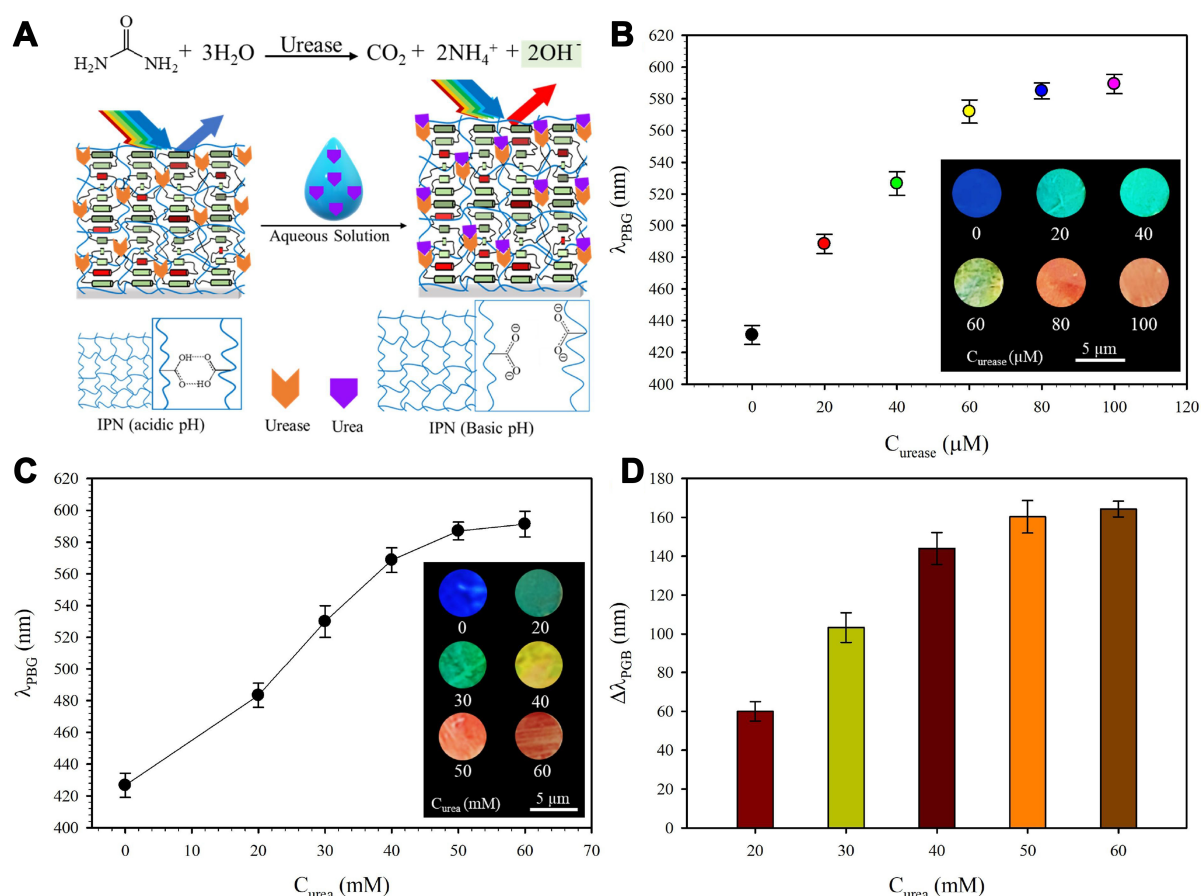 A
O
H₂N NH₂ + 3H₂O Urease CO₂ + 2NH₄⁺ + 2OH⁻
Aqueous Solution
OH O
O HO
O ⊖
O
O
⊖
⊖
O
O
⊖
IPN (acidic pH)
Urease
Urea
IPN (Basic pH)
B
λPBG (nm)
620
600
580
560
540
520
500
480
460
440
420
400
0 20 40 60 80 100 120
Curease (μM)
0 20 40
60 80 100
Curease (μM) 5 μm
C
λPBG (nm)
620
600
580
560
540
520
500
480
460
440
420
400
0 10 20 30 40 50 60 70
Curea (mM)
0 20
30 40
50 60
Curea (mM) 5 μm
D
ΔλPGB (nm)
180
160
140
120
100
80
60
40
20
0
20 30 40 50 60
Curea (mM)